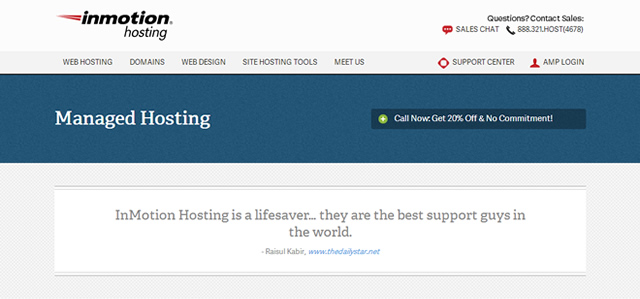 inmotion
hosting
Questions? Contact Sales:
SALES CHAT 888.321.HOST(4678)
WEB HOSTING DOMAINS WEB DESIGN SITE HOSTING TOOLS MEET US SUPPORT CENTER AMP LOGIN
Managed Hosting
Call Now: Get 20% Off & No Commitment!
InMotion Hosting is a lifesaver... they are the best support guys in
the world.
- Raisul Kabir, www.thedailystar.net